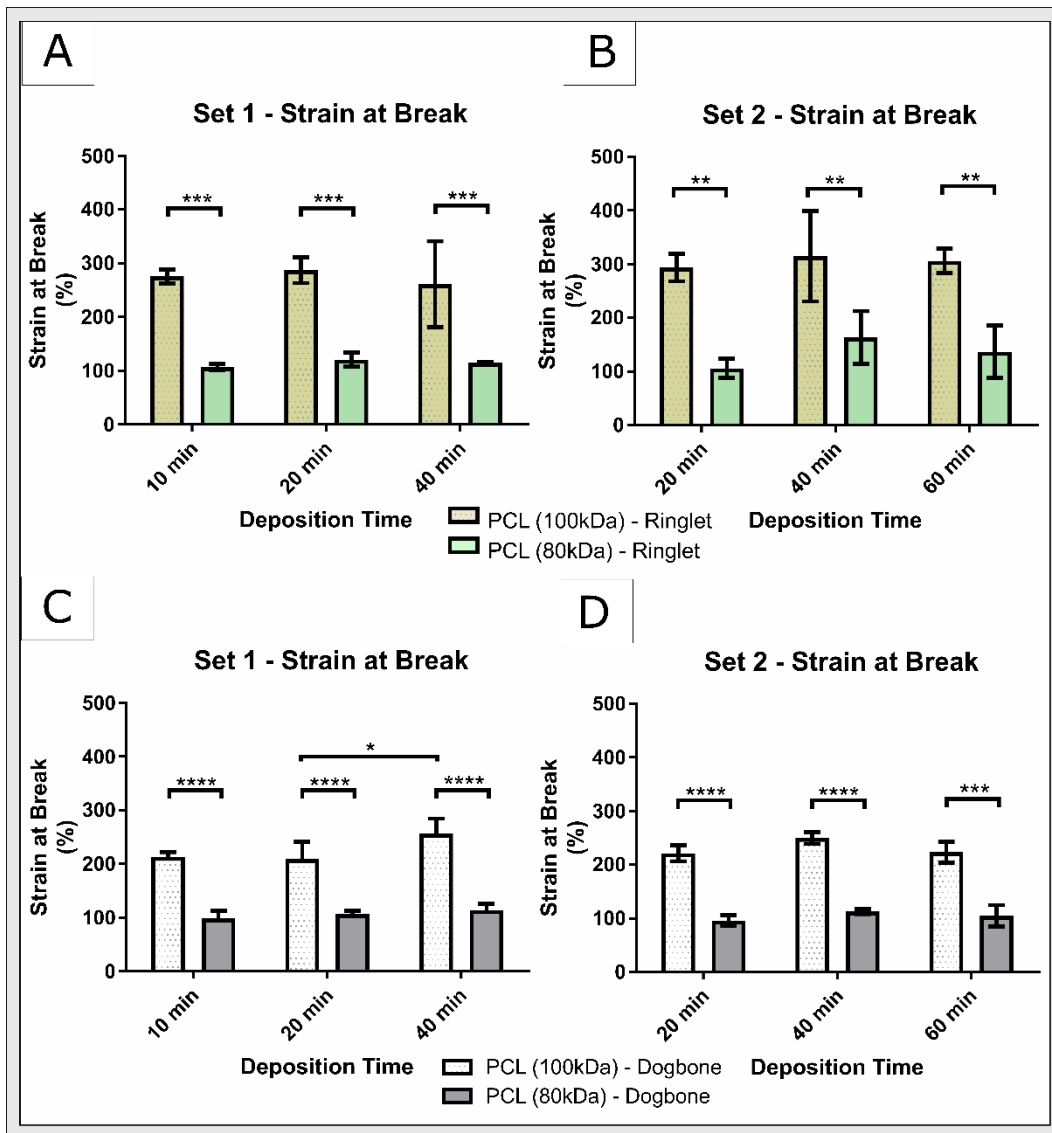 A
B
Set 1 - Strain at Break
Set 2 - Strain at Break
Strain at Break
(%)
500
400
300
200
100
0
***
***
***
10 min
20 min
40 min
Deposition Time
Strain at Break
(%)
500
400
300
200
100
0
**
**
**
20 min
40 min
60 min
Deposition Time
PCL (100kDa) - Ringlet
PCL (80kDa) - Ringlet
C
D
Set 1 - Strain at Break
Set 2 - Strain at Break
Strain at Break
(%)
500
400
300
200
100
0
*
****
****
****
10 min
20 min
40 min
Deposition Time
Strain at Break
(%)
500
400
300
200
100
0
****
****
***
20 min
40 min
60 min
Deposition Time
PCL (100kDa) - Dogbone
PCL (80kDa) - Dogbone